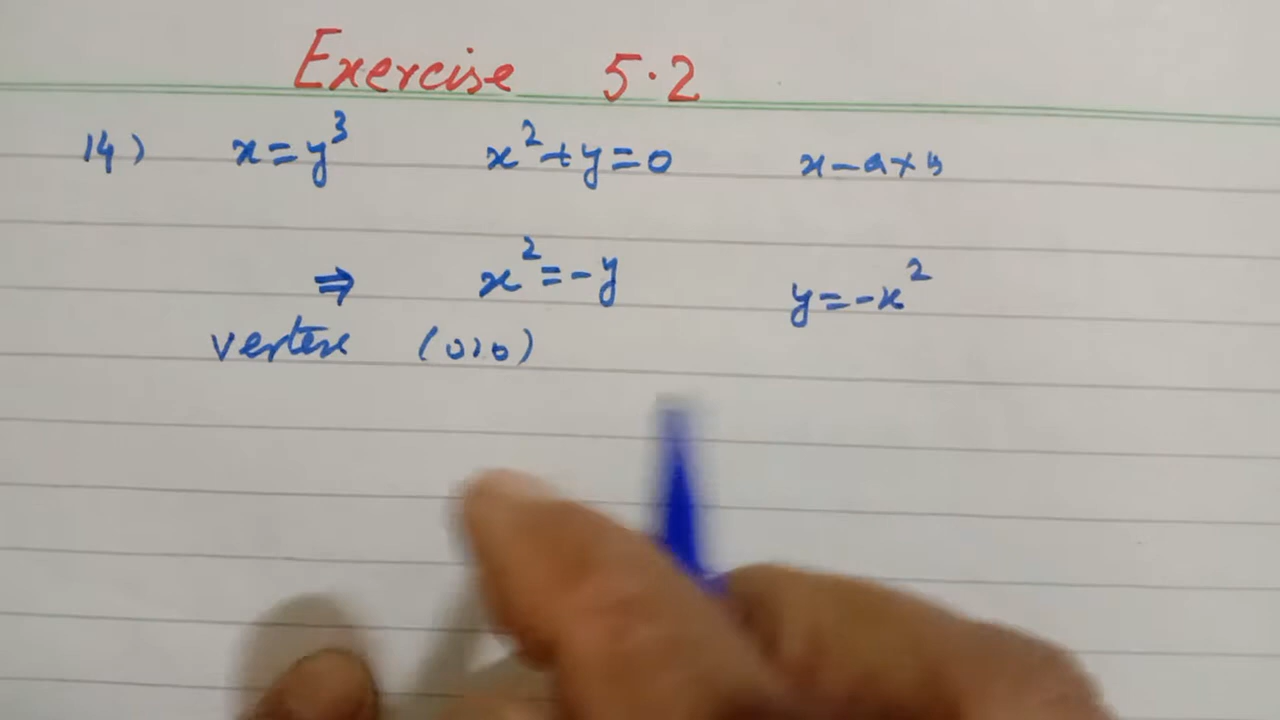 Exercise 5.2
14) x=y³ x²+y=0 x-axis
⇒ x²=-y y=-x²
vertex (0,0)